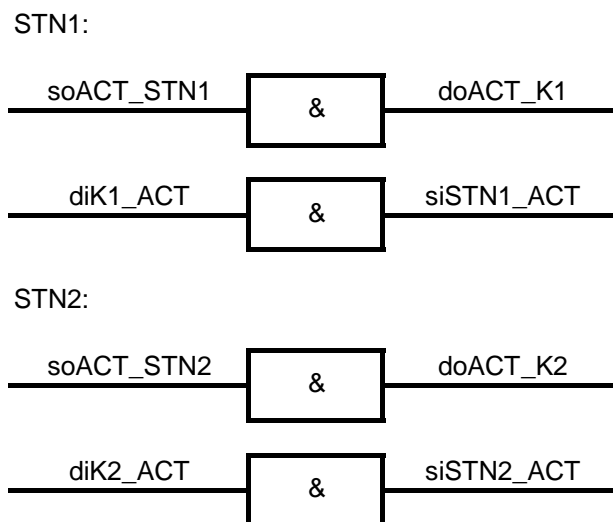 STN1:
soACT_STN1 & doACT_K1
diK1_ACT & siSTN1_ACT
STN2:
soACT_STN2 & doACT_K2
diK2_ACT & siSTN2_ACT